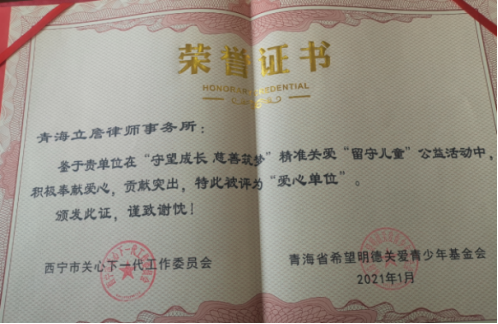 荣誉证书
HONORARY CREDENTIAL
青海立詹律师事务所：
鉴于贵单位在“守望成长 慈善筑梦”精准关爱“留守儿童”公益活动中，
积极奉献爱心，贡献突出，特此被评为“爱心单位”。
颁发此证，谨致谢忱！
西宁市关心下一代工作委员会
青海省希望明德关爱青少年基金会
2021年1月